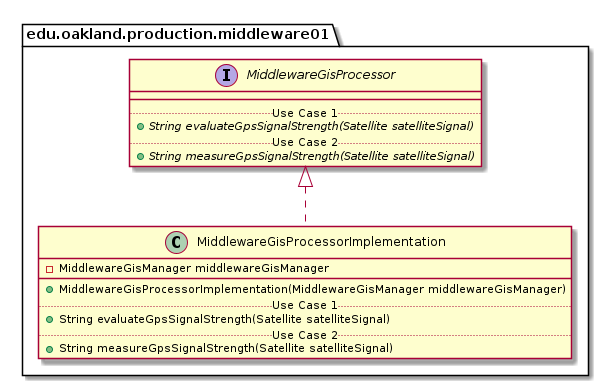 edu.oakland.production.middleware01
I MiddlewareGisProcessor
Use Case 1
String evaluateGpsSignalStrength(Satellite satelliteSignal)
Use Case 2
String measureGpsSignalStrength(Satellite satelliteSignal)
C MiddlewareGisProcessorImplementation
MiddlewareGisManager middlewareGisManager
MiddlewareGisProcessorImplementation(MiddlewareGisManager middlewareGisManager)
Use Case 1
String evaluateGpsSignalStrength(Satellite satelliteSignal)
Use Case 2
String measureGpsSignalStrength(Satellite satelliteSignal)